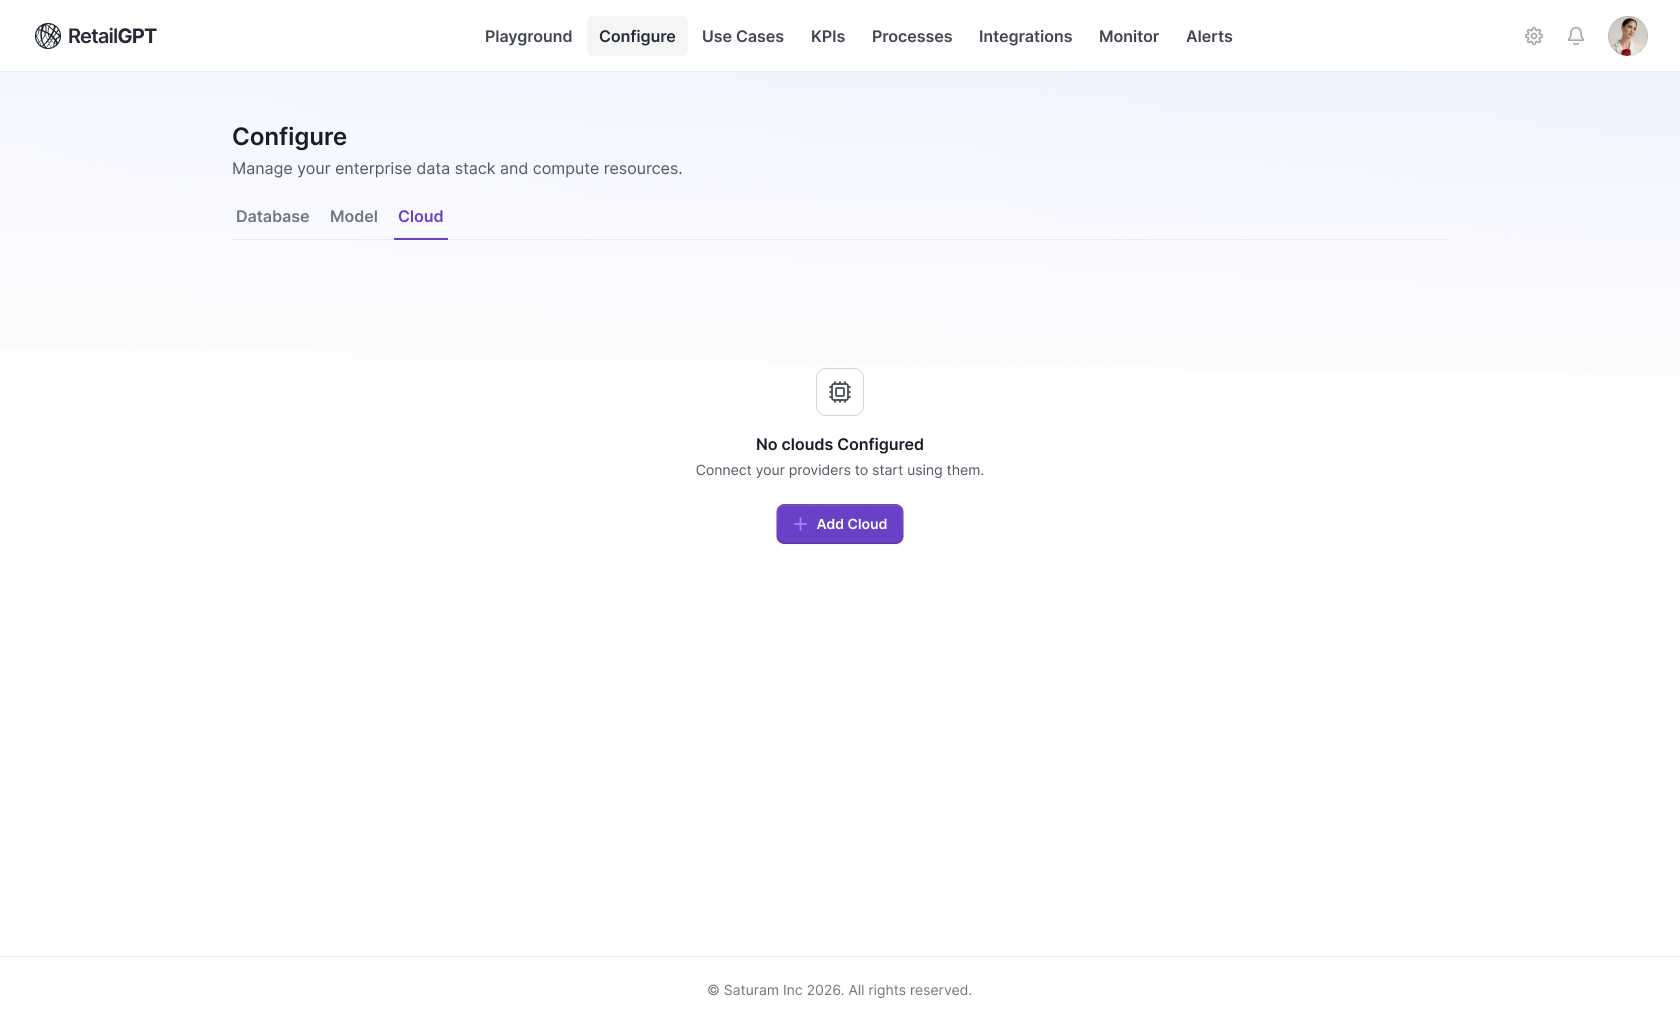 RetailGPT
Playground
Configure
Use Cases
KPIs
Processes
Integrations
Monitor
Alerts
Configure
Manage your enterprise data stack and compute resources.
Database
Model
Cloud
No clouds Configured
Connect your providers to start using them.
Add Cloud
© Saturam Inc 2026. All rights reserved.